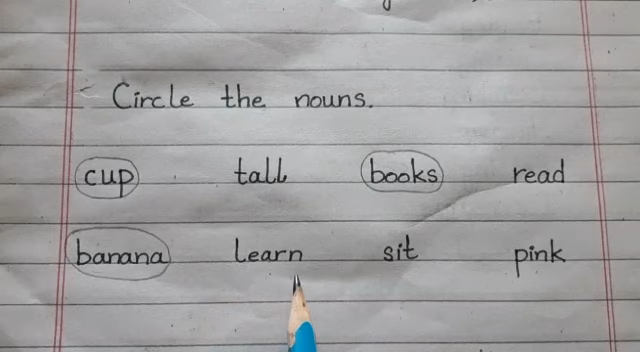 Circle the nouns.
cup tall books read
banana learn sit pink